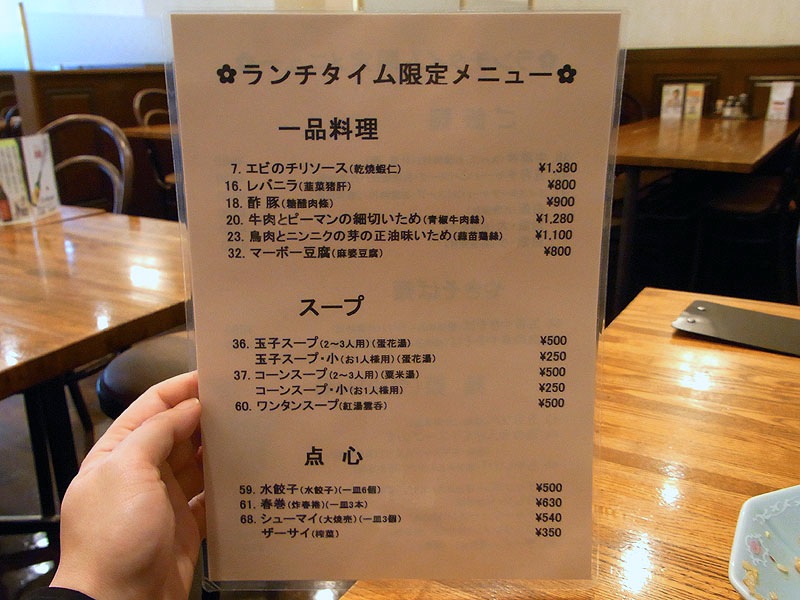 ✿ランチタイム限定メニュー✿
一品料理
7. エビのチリソース(乾焼蝦仁) ¥1,380
16. レバニラ(韮菜猪肝) ¥800
18. 酢豚(糖醋肉條) ¥900
20. 牛肉とピーマンの細切いため(青椒牛肉絲) ¥1,280
23. 鳥肉とニンニクの芽の正油味いため(蒜苗鶏絲) ¥1,100
32. マーボー豆腐(麻婆豆腐) ¥800
スープ
36. 玉子スープ(2〜3人用)(蛋花湯) ¥500
玉子スープ・小(お1人様用)(蛋花湯) ¥250
37. コーンスープ(2〜3人用)(粟米湯) ¥500
コーンスープ・小(お1人様用) ¥250
60. ワンタンスープ(紅湯雲呑) ¥500
点 心
59. 水餃子(水餃子)(一皿6個) ¥500
61. 春巻(炸春捲)(一皿3本) ¥630
68. シューマイ(大焼売)(一皿3個) ¥540
ザーサイ(搾菜) ¥350